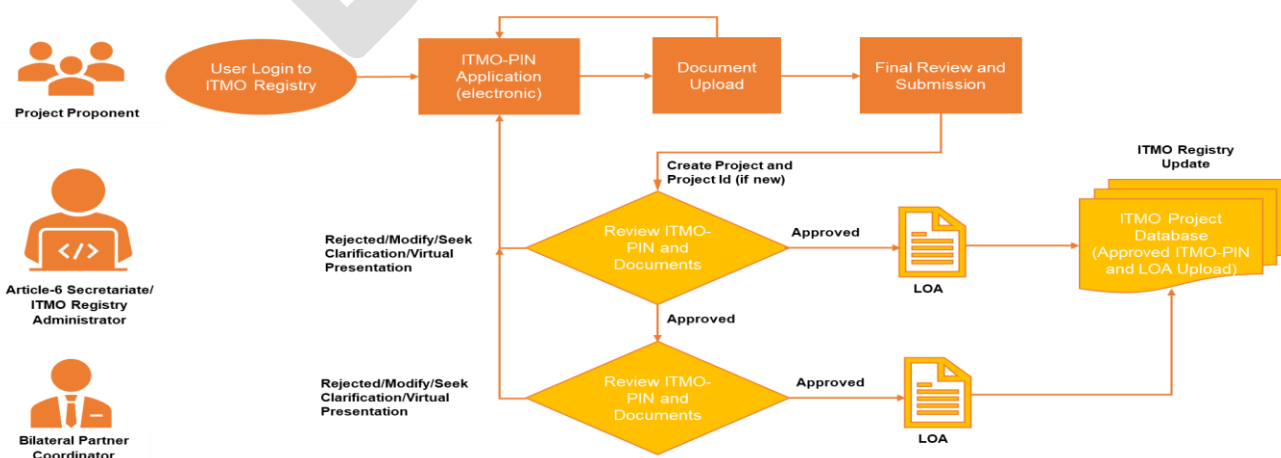 Project Proponent
User Login to
ITMO Registry
ITMO-PIN
Application
(electronic)
Document
Upload
Final Review and
Submission
Create Project and
Project Id (if new)
ITMO Registry
Update
</>
Article-6 Secretariate/
ITMO Registry
Administrator
Rejected/Modify/Seek
Clarification/Virtual
Presentation
Review ITMO-
PIN and
Documents
Approved
LOA
ITMO Project
Database
(Approved ITMO-PIN
and LOA Upload)
Approved
Bilateral Partner
Coordinator
Rejected/Modify/Seek
Clarification/Virtual
Presentation
Review ITMO-
PIN and
Documents
Approved
LOA